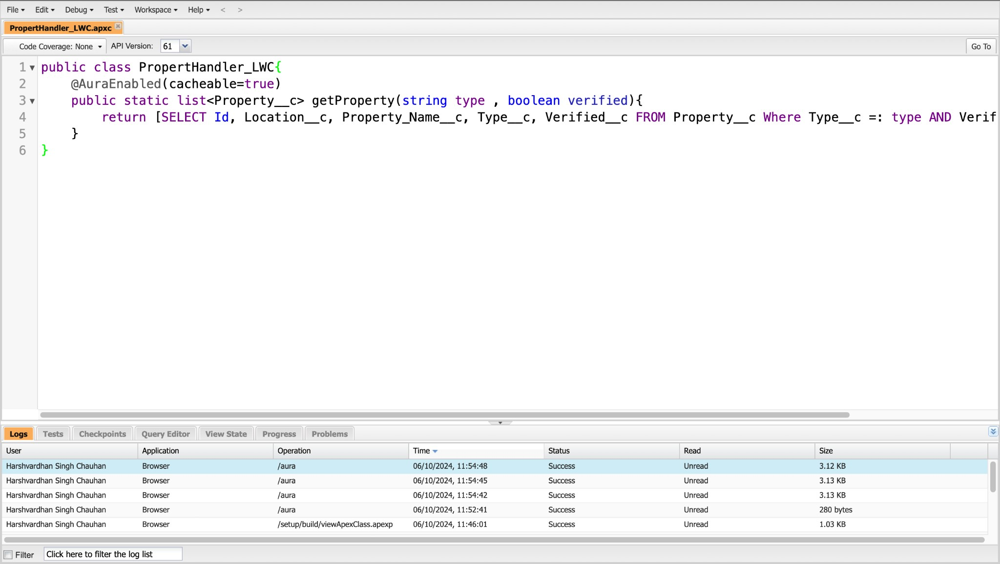 File Edit Debug Test Workspace Help < >
PropertHandler_LWC.apxc
Code Coverage: None API Version: 61 Go To
1 public class PropertHandler_LWC{
2 @AuraEnabled(cacheable=true)
3 public static list<Property__c> getProperty(string type , boolean verified){
4 return [SELECT Id, Location__c, Property_Name__c, Type__c, Verified__c FROM Property__c Where Type__c =: type AND Verif
5 }
6 }
Logs Tests Checkpoints Query Editor View State Progress Problems
User Application Operation Time Status Read Size
Harshvardhan Singh Chauhan Browser /aura 06/10/2024, 11:54:48 Success Unread 3.12 KB
Harshvardhan Singh Chauhan Browser /aura 06/10/2024, 11:54:45 Success Unread 3.13 KB
Harshvardhan Singh Chauhan Browser /aura 06/10/2024, 11:54:42 Success Unread 3.13 KB
Harshvardhan Singh Chauhan Browser /aura 06/10/2024, 11:52:41 Success Unread 280 bytes
Harshvardhan Singh Chauhan Browser /setup/build/viewApexClass.apexp 06/10/2024, 11:46:01 Success Unread 1.03 KB
Filter Click here to filter the log list